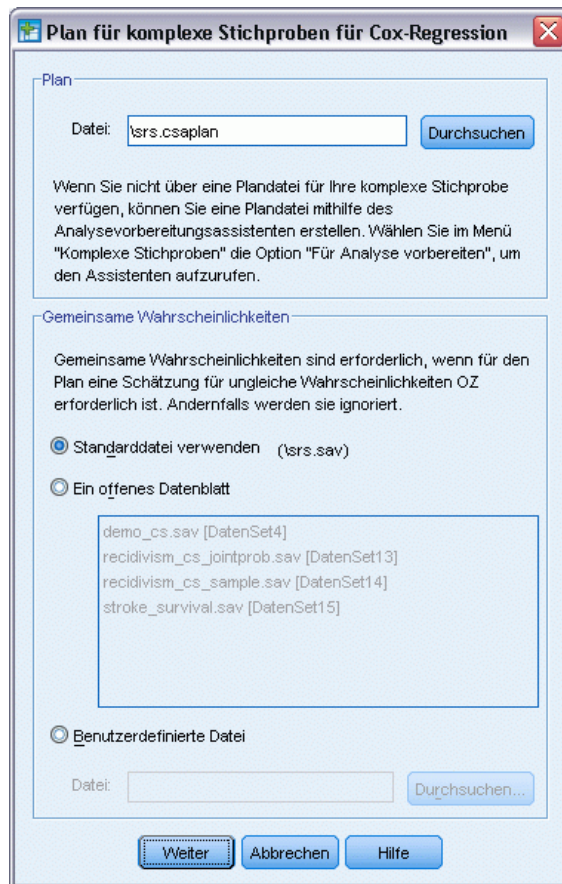 Plan für komplexe Stichproben für Cox-Regression
Plan
Datei: \srs.csaplan Durchsuchen
Wenn Sie nicht über eine Plandatei für Ihre komplexe Stichprobe
verfügen, können Sie eine Plandatei mithilfe des
Analysevorbereitungsassistenten erstellen. Wählen Sie im Menü
"Komplexe Stichproben" die Option "Für Analyse vorbereiten", um
den Assistenten aufzurufen.
Gemeinsame Wahrscheinlichkeiten
Gemeinsame Wahrscheinlichkeiten sind erforderlich, wenn für den
Plan eine Schätzung für ungleiche Wahrscheinlichkeiten OZ
erforderlich ist. Andernfalls werden sie ignoriert.
Standarddatei verwenden (\srs.sav)
Ein offenes Datenblatt
demo_cs.sav [DatenSet4]
recidivism_cs_jointprob.sav [DatenSet13]
recidivism_cs_sample.sav [DatenSet14]
stroke_survival.sav [DatenSet15]
Benutzerdefinierte Datei
Datei: Durchsuchen...
Weiter Abbrechen Hilfe